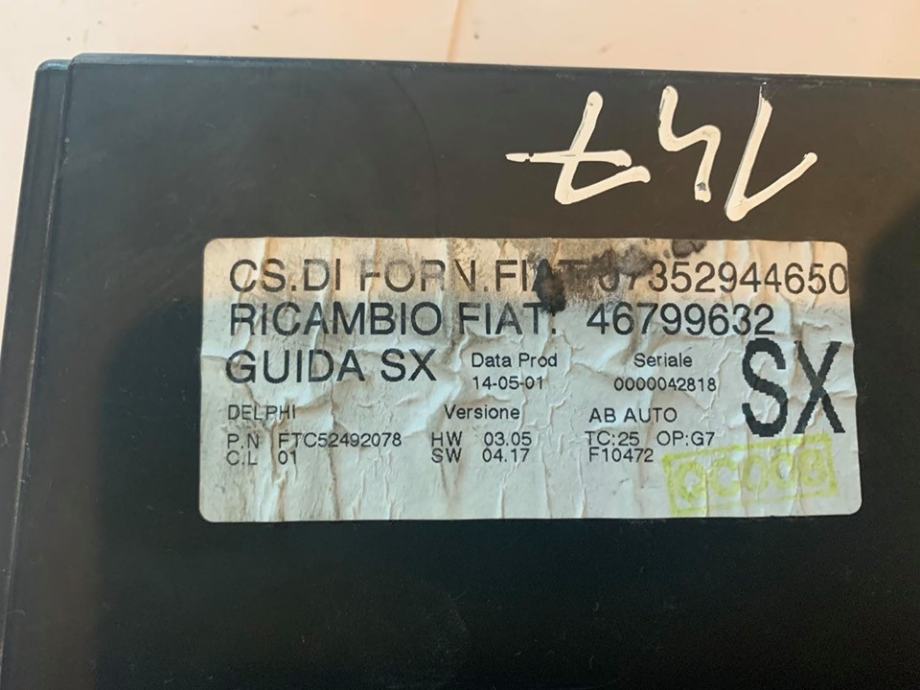 147
CS.DI FORN.FIAT 07352944650
RICAMBIO FIAT. 46799632
GUIDA SX
Data Prod
14-05-01
Seriale
0000042818
SX
DELPHI
P.N FTC52492078
C.L 01
Versione
HW 03.05
SW 04.17
AB AUTO
TC:25 OP:G7
F10472